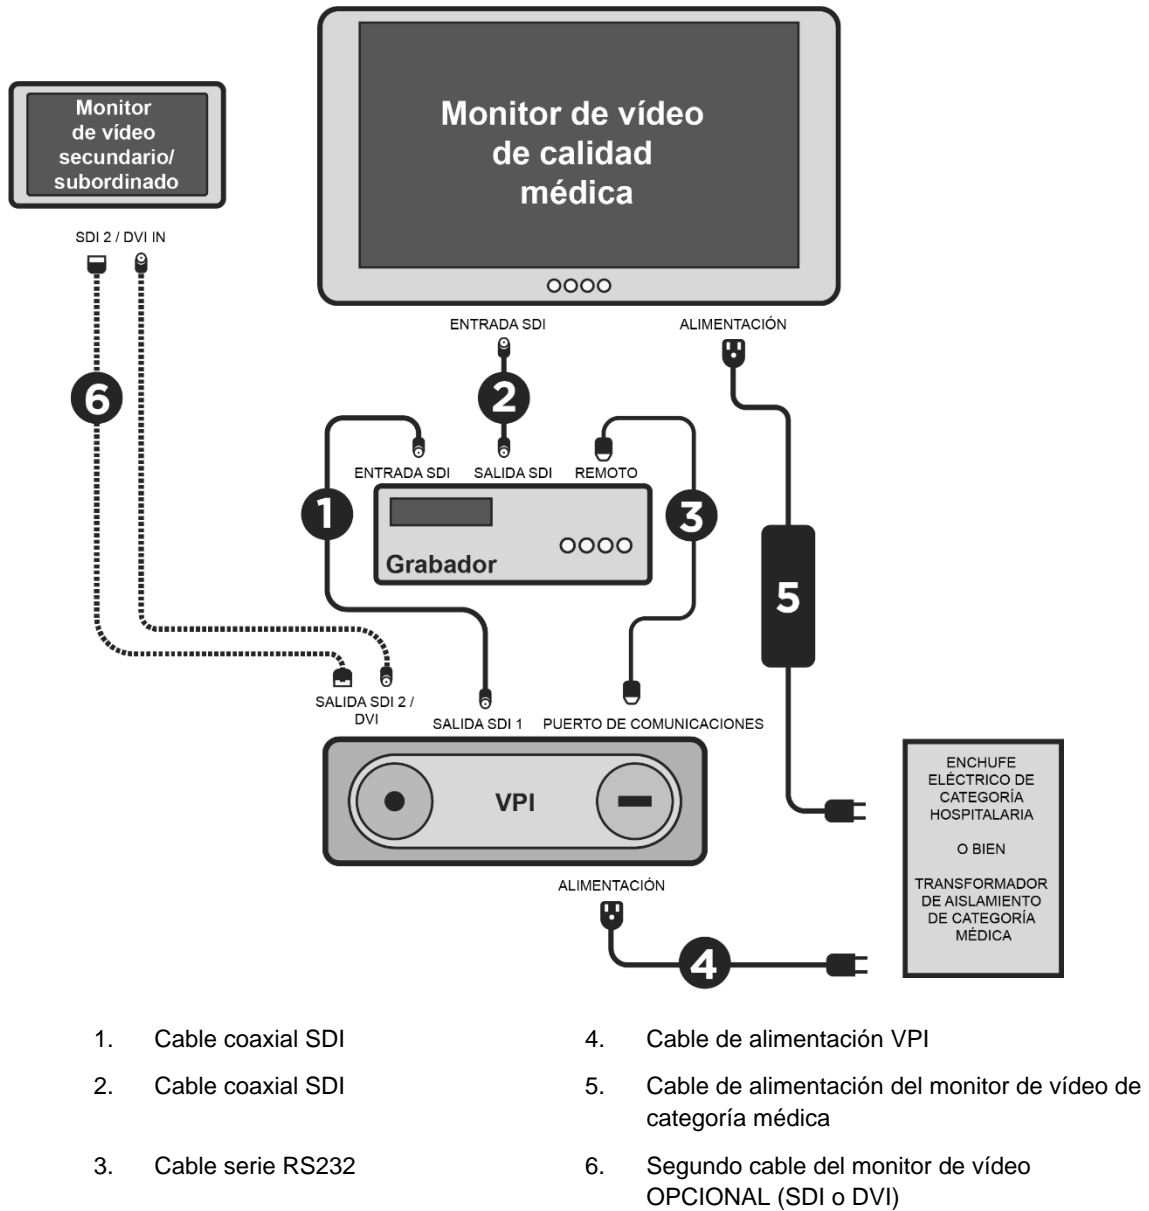 Monitor
de vídeo
secundario/
subordinado
Monitor de vídeo
de calidad
médica
SDI 2 / DVI IN
ENTRADA SDI
ALIMENTACIÓN
6
2
ENTRADA SDI
SALIDA SDI
REMOTO
1
3
Grabador
5
SALIDA SDI 2 /
DVI
SALIDA SDI 1
PUERTO DE COMUNICACIONES
VPI
ENCHUFE
ELÉCTRICO DE
CATEGORÍA
HOSPITALARIA
O BIEN
TRANSFORMADOR
DE AISLAMIENTO
DE CATEGORÍA
MÉDICA
ALIMENTACIÓN
4
1. Cable coaxial SDI
2. Cable coaxial SDI
3. Cable serie RS232
4. Cable de alimentación VPI
5. Cable de alimentación del monitor de vídeo de
categoría médica
6. Segundo cable del monitor de vídeo
OPCIONAL (SDI o DVI)